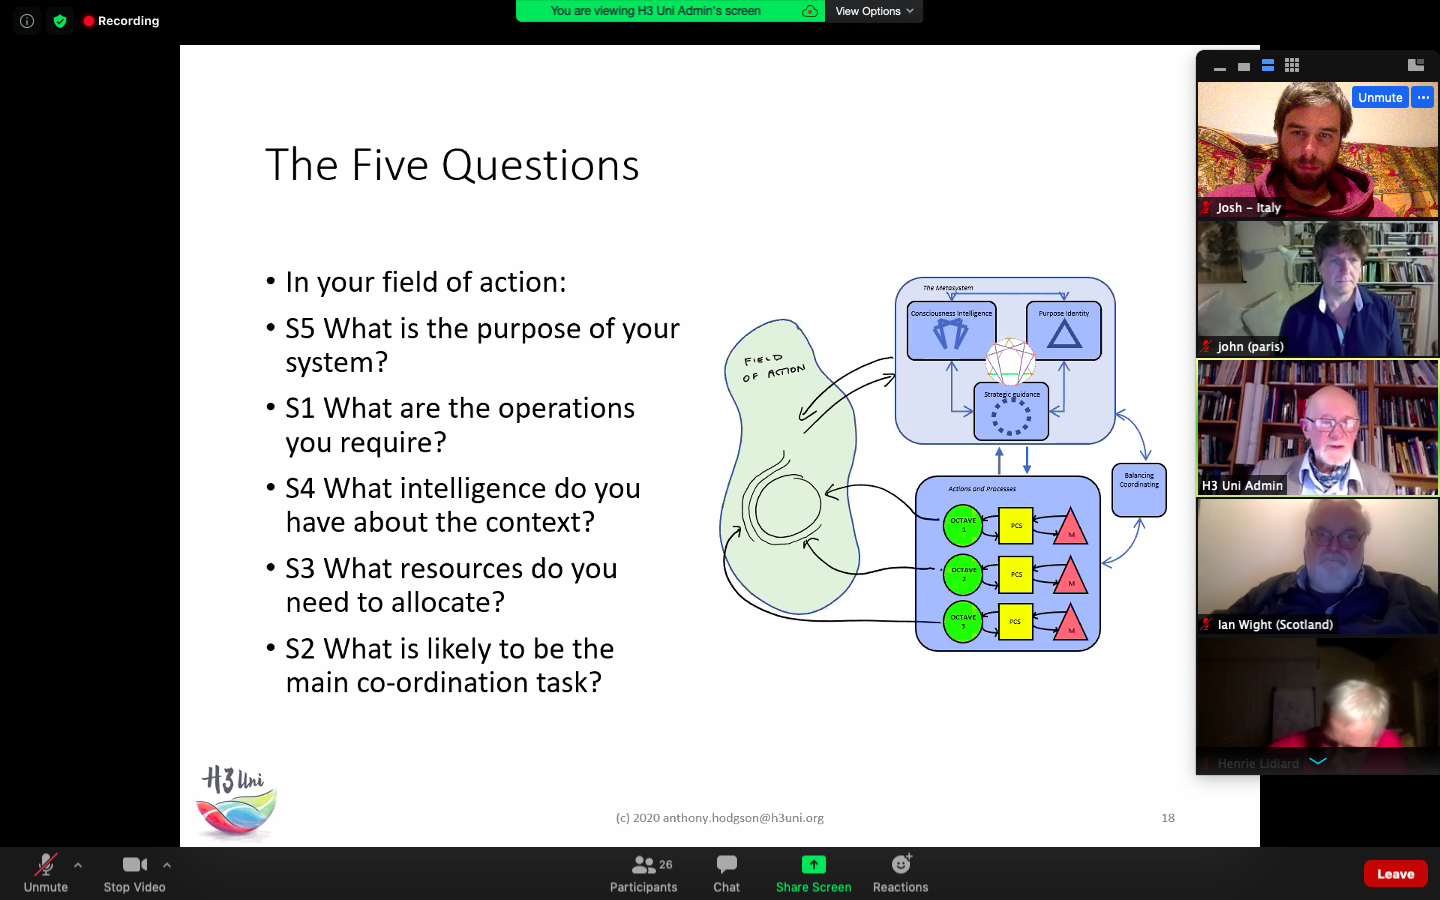 Recording
You are viewing H3 Uni Admin's screen
View Options
The Five Questions
• In your field of action:
• S5 What is the purpose of your
system?
• S1 What are the operations
you require?
• S4 What intelligence do you
have about the context?
• S3 What resources do you
need to allocate?
• S2 What is likely to be the
main co-ordination task?
FIELD
OF ACTION
The Metasystem
Consciousness Intelligence
Purpose Identity
Strategic guidance
Balancing
Coordinating
Actions and Processes
OCTAVE
1
PCS
M
OCTAVE
2
PCS
M
OCTAVE
3
PCS
M
H3 Uni
(c) 2020 anthony.hodgson@h3uni.org
18
Unmute
Josh – Italy
john (paris)
H3 Uni Admin
Ian Wight (Scotland)
Henrie Lidiard
Unmute
Stop Video
26
Participants
Chat
Share Screen
Reactions
Leave